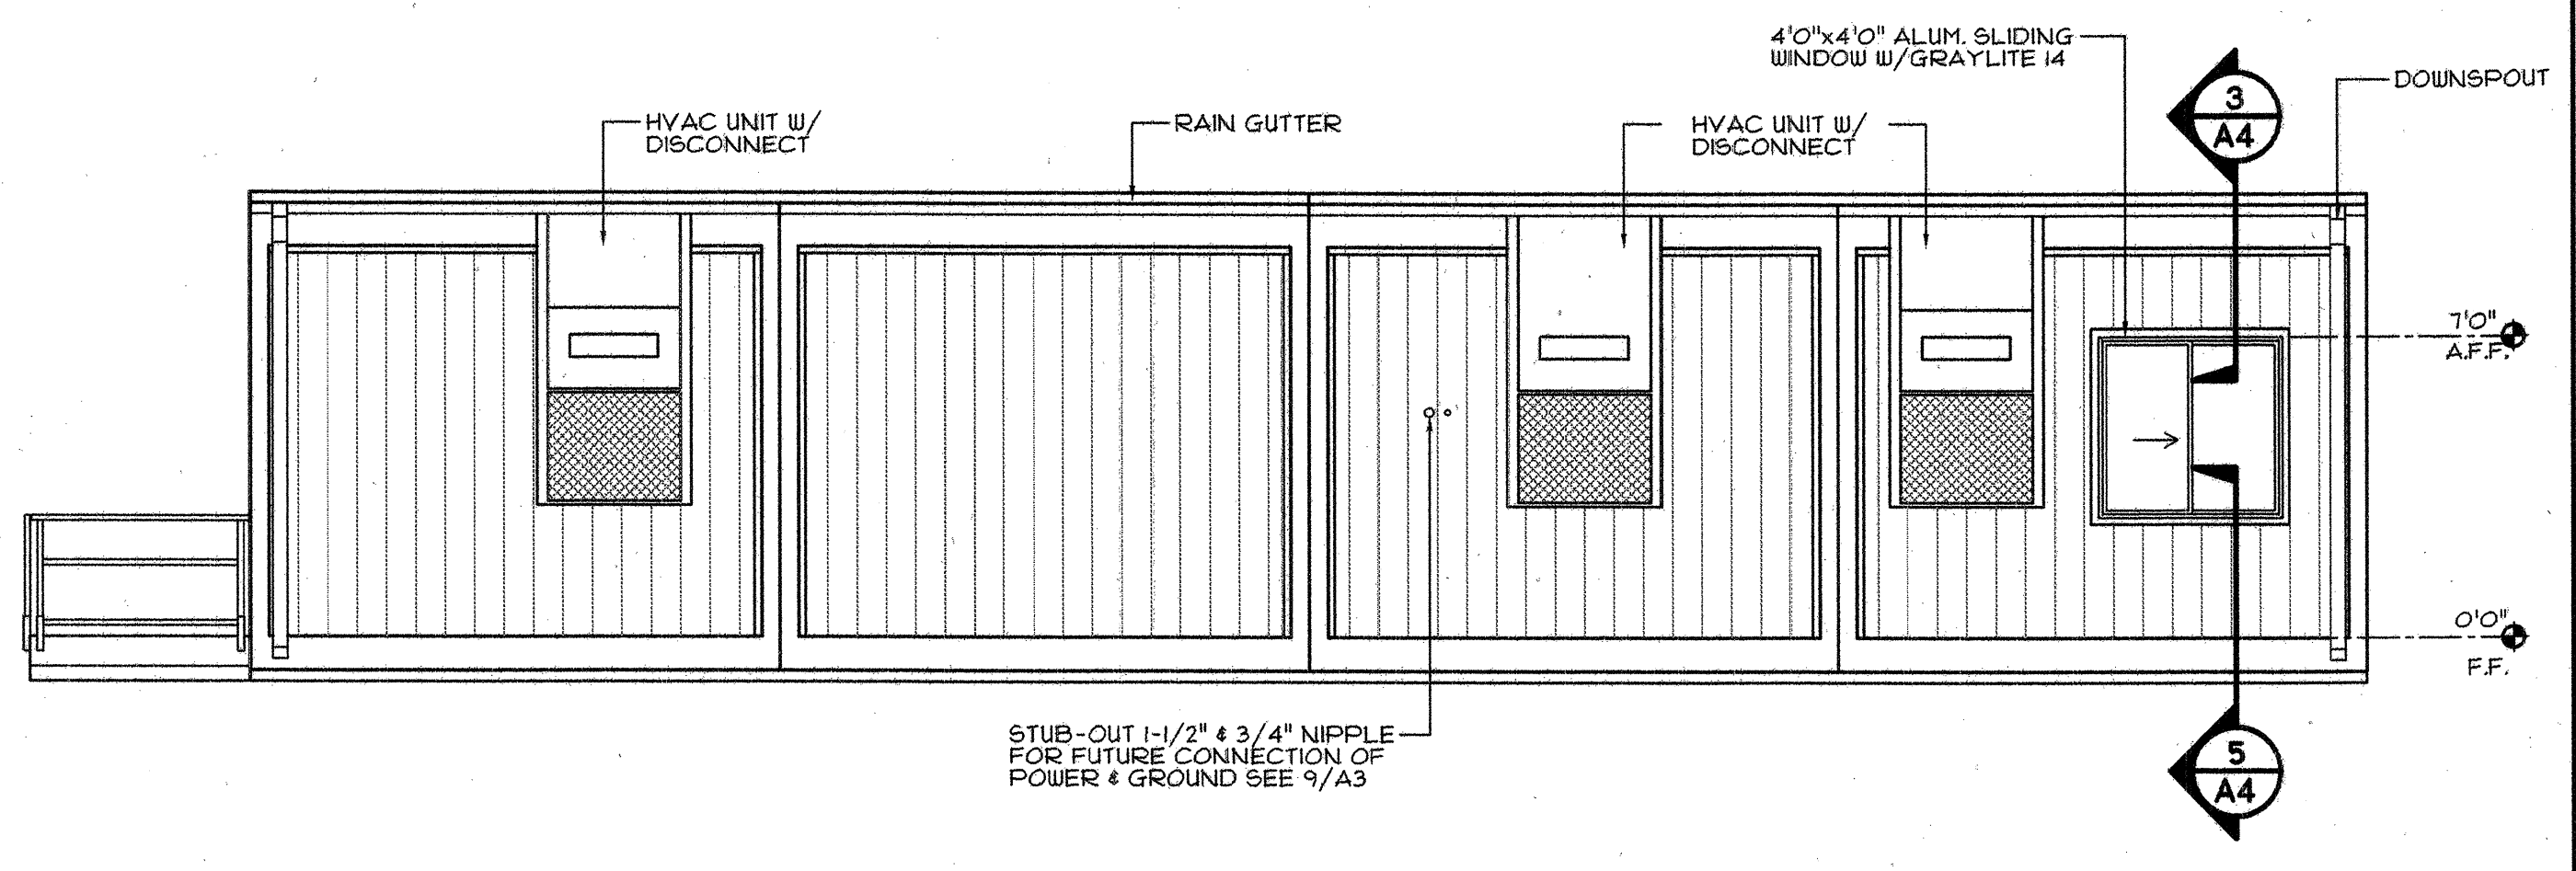 4'0"x4'0" ALUM. SLIDING
WINDOW W/GRAYLITE 14
DOWNSPOUT
3
A4
HVAC UNIT W/
DISCONNECT
RAIN GUTTER
HVAC UNIT W/
DISCONNECT
7'0"
A.F.F.
0'0"
F.F.
STUB-OUT 1-1/2" & 3/4" NIPPLE
FOR FUTURE CONNECTION OF
POWER & GROUND SEE 9/A3
5
A4